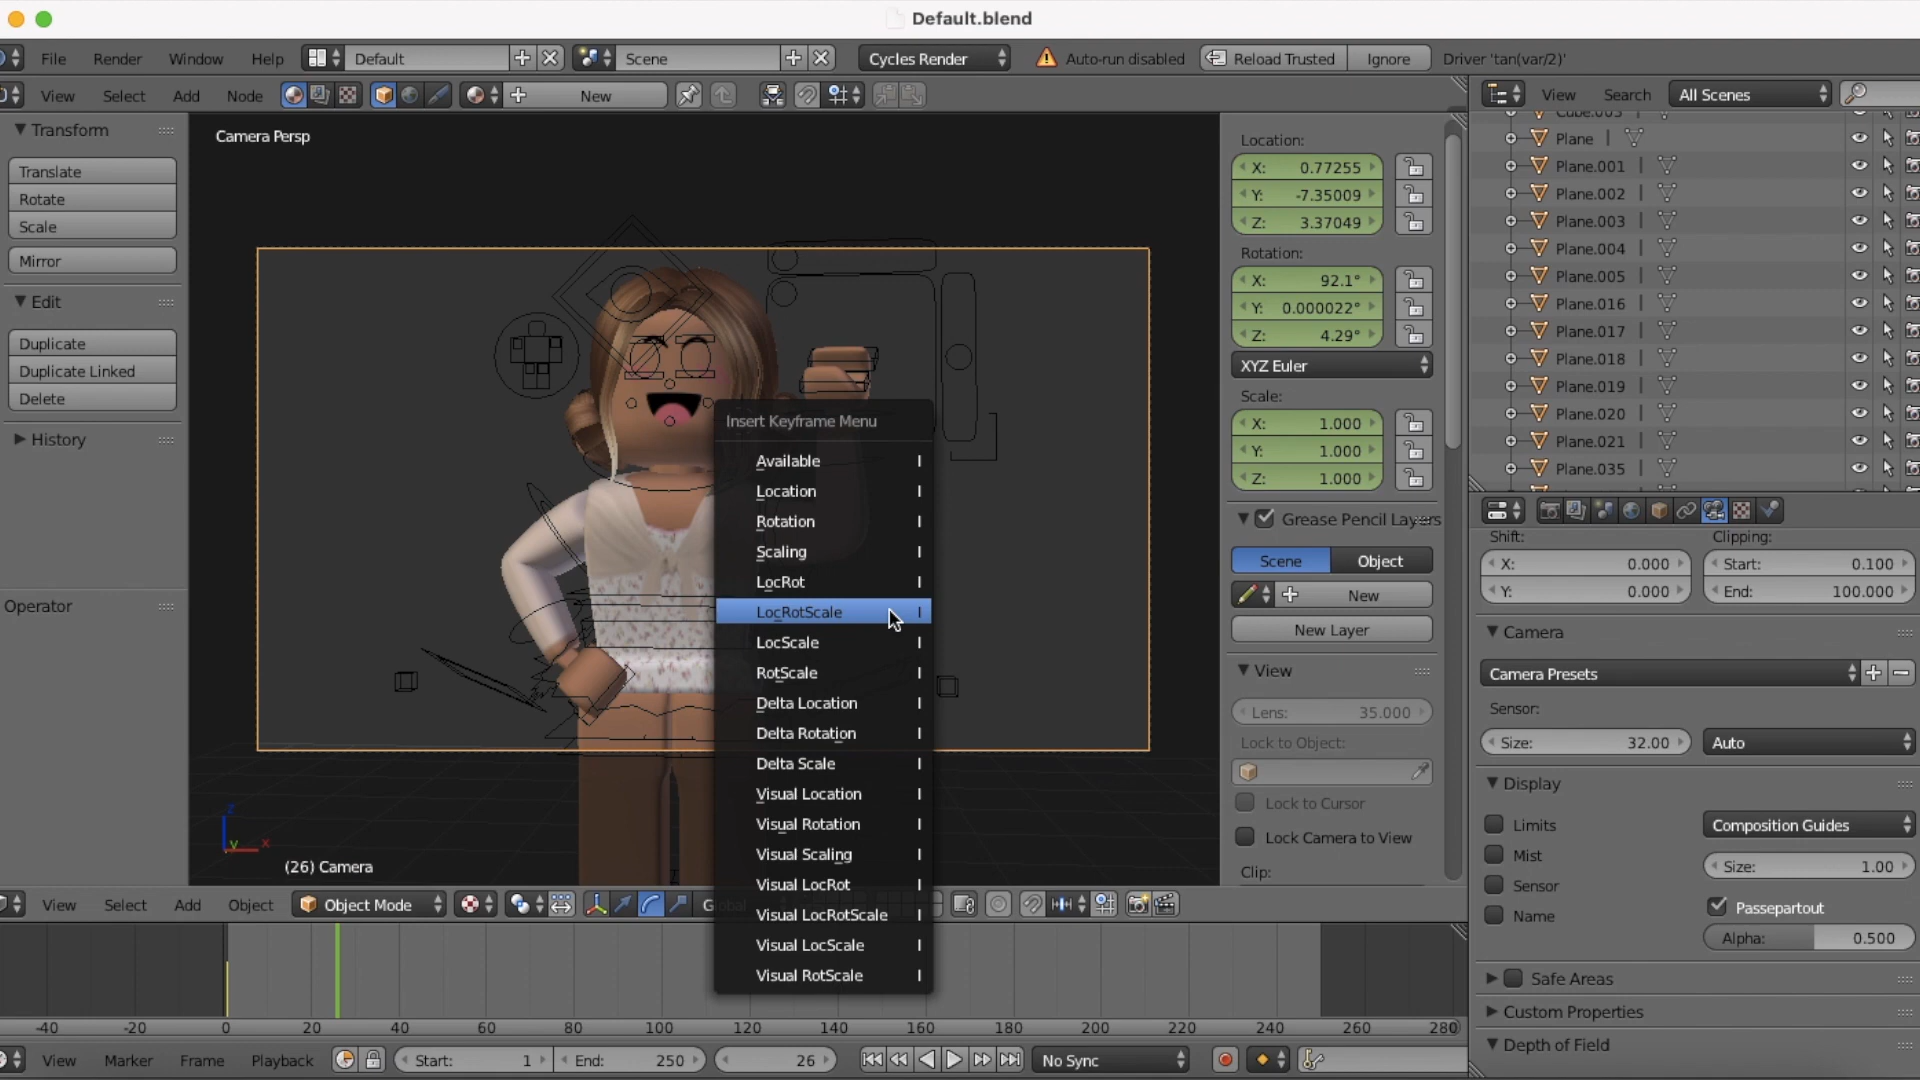 Default.blend
File Render Window Help Default Scene Cycles Render Auto-run disabled Reload Trusted Ignore Driver 'tan(var/2)'
View Select Add Node New
View Search All Scenes
Transform
Translate
Rotate
Scale
Mirror
Edit
Duplicate
Duplicate Linked
Delete
History
Operator
Camera Persp
(26) Camera
Insert Keyframe Menu
Available I
Location I
Rotation I
Scaling I
LocRot I
LocRotScale I
LocScale I
RotScale I
Delta Location I
Delta Rotation I
Delta Scale I
Visual Location I
Visual Rotation I
Visual Scaling I
Visual LocRot I
Visual LocRotScale I
Visual LocScale I
Visual RotScale I
Location:
X: 0.77255
Y: -7.35009
Z: 3.37049
Rotation:
X: 92.1°
Y: 0.000022°
Z: 4.29°
XYZ Euler
Scale:
X: 1.000
Y: 1.000
Z: 1.000
Grease Pencil Layers
Scene Object
New
New Layer
View
Lens: 35.000
Lock to Object:
Lock to Cursor
Lock Camera to View
Clip:
Cube.003
Plane
Plane.001
Plane.002
Plane.003
Plane.004
Plane.005
Plane.016
Plane.017
Plane.018
Plane.019
Plane.020
Plane.021
Plane.035
Shift: Clipping:
X: 0.000 Start: 0.100
Y: 0.000 End: 100.000
Camera
Camera Presets
Sensor:
Size: 32.00 Auto
Display
Limits Composition Guides
Mist Size: 1.00
Sensor
Name Passepartout
Alpha: 0.500
Safe Areas
Custom Properties
Depth of Field
View Select Add Object Object Mode Global
-40 -20 0 20 40 60 80 100 120 140 160 180 200 220 240 260 280
View Marker Frame Playback Start: 1 End: 250 26 No Sync